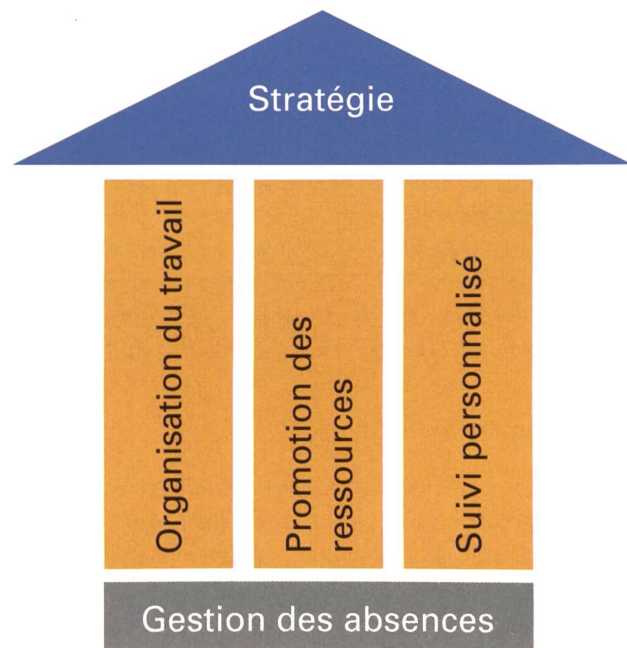 Stratégie
Organisation du travail
Promotion des
ressources
Suivi personnalisé
Gestion des absences